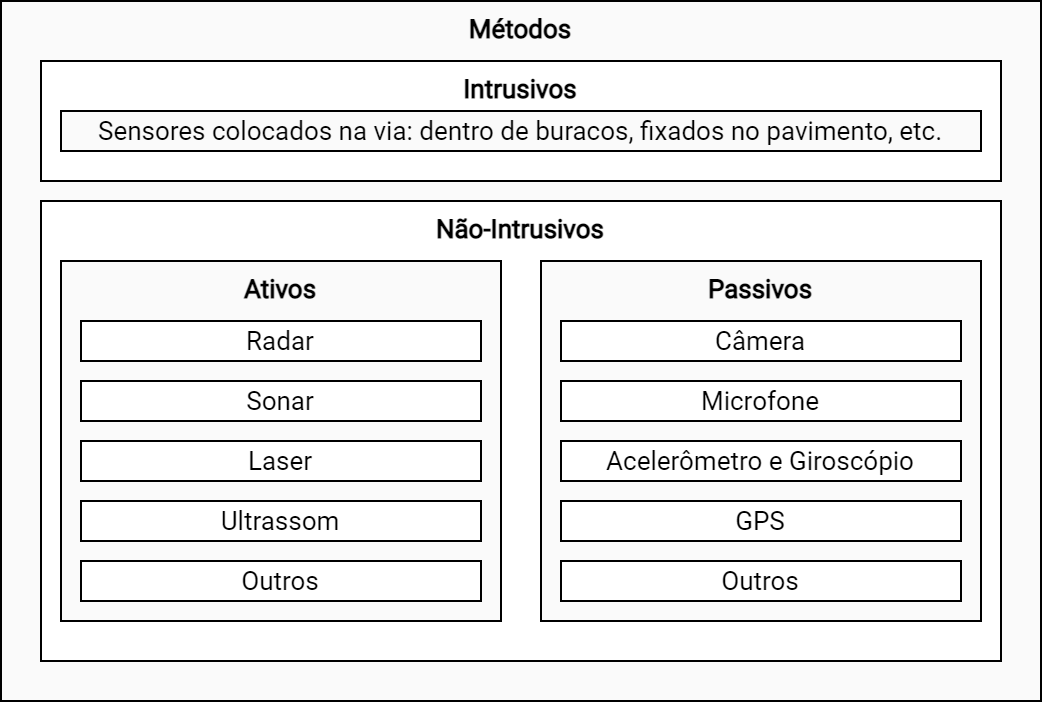 Métodos
Intrusivos
Sensores colocados na via: dentro de buracos, fixados no pavimento, etc.
Não-Intrusivos
Ativos
Radar
Sonar
Laser
Ultrassom
Outros
Passivos
Câmera
Microfone
Acelerômetro e Giroscópio
GPS
Outros